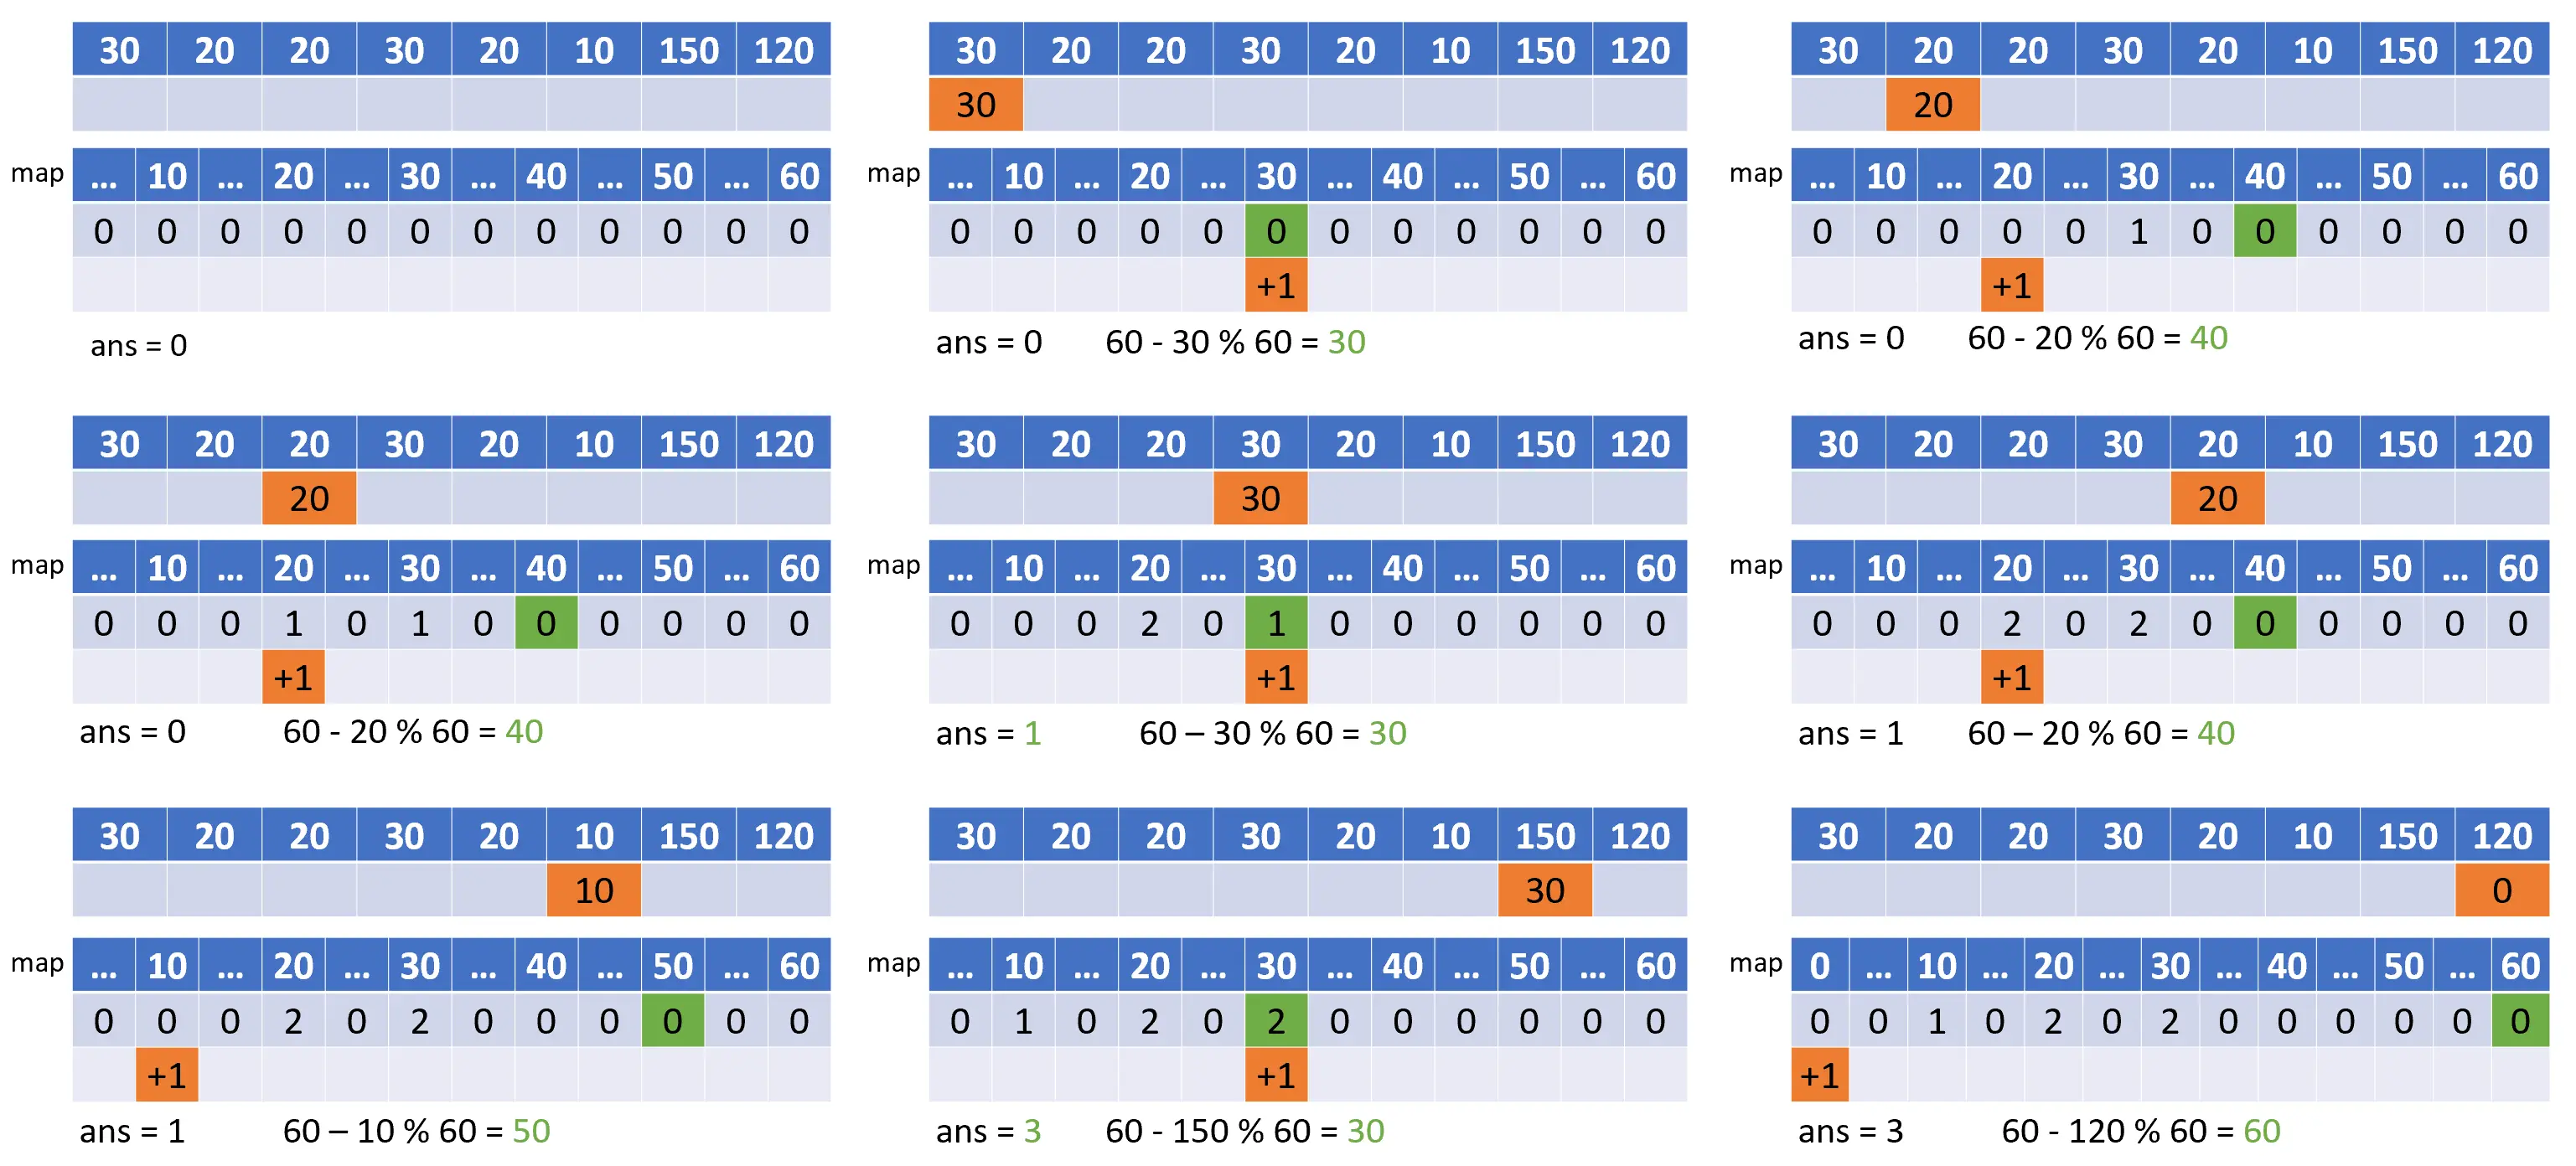 30 20 20 30 20 10 150 120
map ... 10 ... 20 ... 30 ... 40 ... 50 ... 60
0 0 0 0 0 0 0 0 0 0 0 0
ans = 0
30 20 20 30 20 10 150 120
30
map ... 10 ... 20 ... 30 ... 40 ... 50 ... 60
0 0 0 0 0 0 0 0 0 0 0 0
+1
ans = 0 60 - 30 % 60 = 30
30 20 20 30 20 10 150 120
20
map ... 10 ... 20 ... 30 ... 40 ... 50 ... 60
0 0 0 0 0 1 0 0 0 0 0 0
+1
ans = 0 60 - 20 % 60 = 40
30 20 20 30 20 10 150 120
20
map ... 10 ... 20 ... 30 ... 40 ... 50 ... 60
0 0 0 1 0 1 0 0 0 0 0 0
+1
ans = 0 60 - 20 % 60 = 40
30 20 20 30 20 10 150 120
30
map ... 10 ... 20 ... 30 ... 40 ... 50 ... 60
0 0 0 2 0 1 0 0 0 0 0 0
+1
ans = 1 60 – 30 % 60 = 30
30 20 20 30 20 10 150 120
20
map ... 10 ... 20 ... 30 ... 40 ... 50 ... 60
0 0 0 2 0 2 0 0 0 0 0 0
+1
ans = 1 60 – 20 % 60 = 40
30 20 20 30 20 10 150 120
10
map ... 10 ... 20 ... 30 ... 40 ... 50 ... 60
0 0 0 2 0 2 0 0 0 0 0 0
+1
ans = 1 60 – 10 % 60 = 50
30 20 20 30 20 10 150 120
30
map ... 10 ... 20 ... 30 ... 40 ... 50 ... 60
0 1 0 2 0 2 0 0 0 0 0 0
+1
ans = 3 60 - 150 % 60 = 30
30 20 20 30 20 10 150 120
0
map 0 ... 10 ... 20 ... 30 ... 40 ... 50 ... 60
0 0 1 0 2 0 2 0 0 0 0 0 0
+1
ans = 3 60 - 120 % 60 = 60